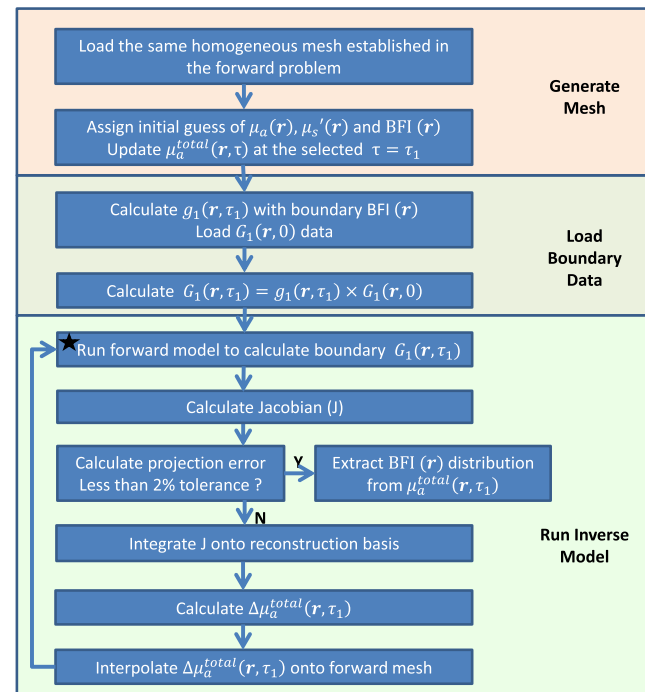 Load the same homogeneous mesh established in
the forward problem
Assign initial guess of μₐ(r), μₛ′(r) and BFI (r)
Update μₐᵗᵒᵗᵃˡ(r, τ) at the selected τ = τ₁
Generate
Mesh
Calculate g₁(r, τ₁) with boundary BFI (r)
Load G₁(r, 0) data
Calculate G₁(r, τ₁) = g₁(r, τ₁) × G₁(r, 0)
Load
Boundary
Data
Run forward model to calculate boundary G₁(r, τ₁)
Calculate Jacobian (J)
Calculate projection error
Less than 2% tolerance ?
Y
Extract BFI (r) distribution
from μₐᵗᵒᵗᵃˡ(r, τ₁)
N
Integrate J onto reconstruction basis
Calculate Δμₐᵗᵒᵗᵃˡ(r, τ₁)
Interpolate Δμₐᵗᵒᵗᵃˡ(r, τ₁) onto forward mesh
Run Inverse
Model